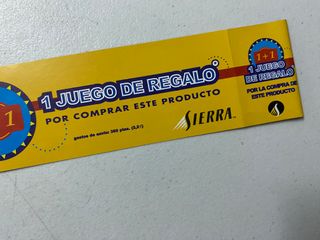 1
1 JUEGO DE REGALO
POR COMPRAR ESTE PRODUCTO
SIERRA
1+1
1 JUEGO
DE REGALO
POR LA COMPRA DE
ESTE PRODUCTO